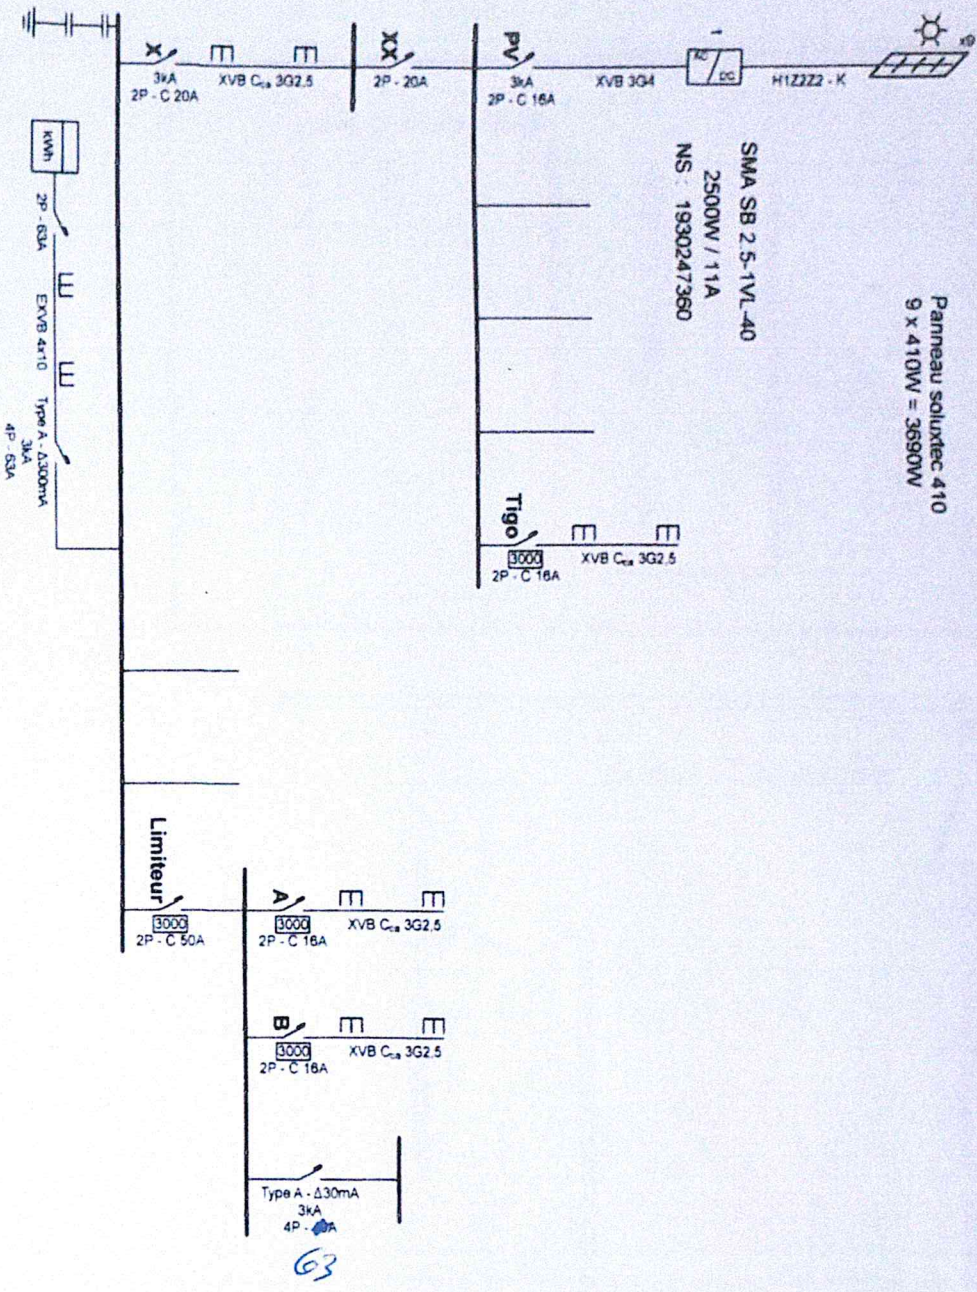 x9
Panneau soluxtec 410
9 x 410W = 3690W
H1Z2Z2 - K
1
AC
DC
SMA SB 2.5-1VL-40
2500W / 11A
NS : 1930247360
XVB 3G4
PV
3kA
2P - C 16A
XX
2P - 20A
XVB Cca 3G2,5
X
3kA
2P - C 20A
Tigo
3000
2P - C 16A
XVB Cca 3G2,5
kWh
2P - 63A
EXVB 4x10
Type A - Δ300mA
3kA
4P - 63A
Limiteur
3000
2P - C 50A
A
3000
2P - C 16A
XVB Cca 3G2,5
B
3000
2P - C 16A
XVB Cca 3G2,5
Type A - Δ30mA
3kA
4P - A
63